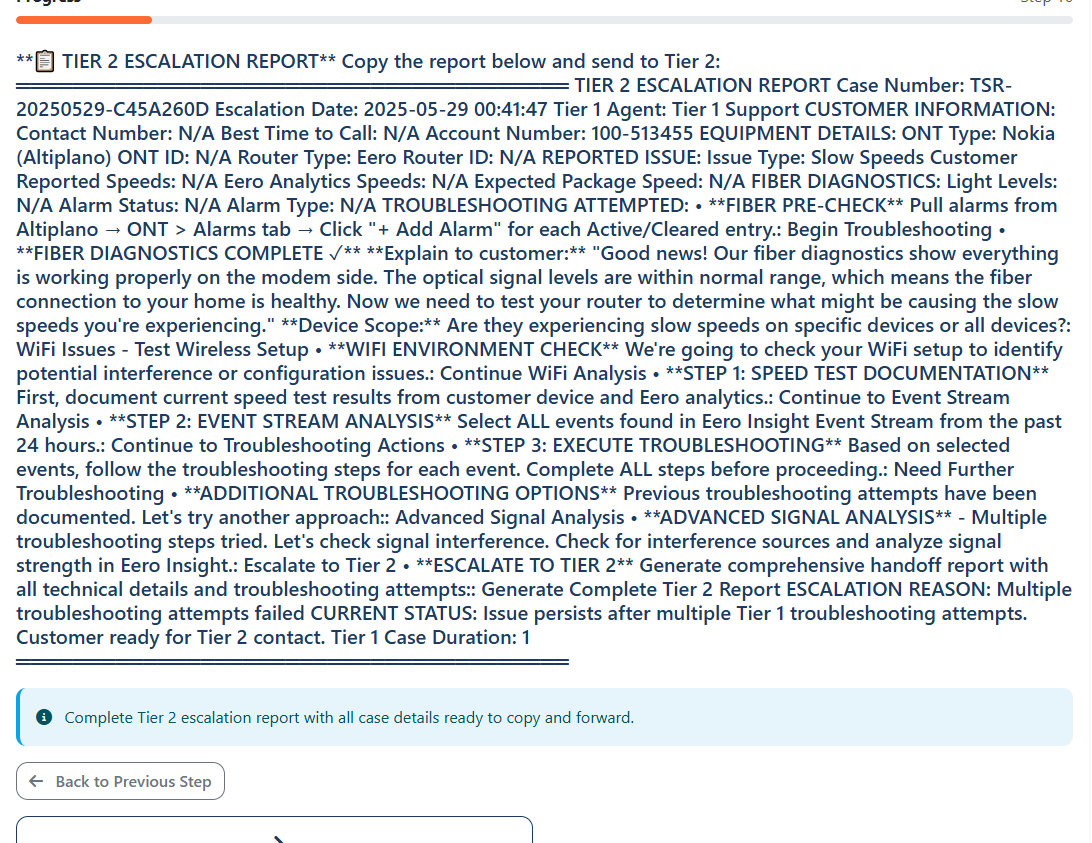 Progress
Step 10
**📋 TIER 2 ESCALATION REPORT** Copy the report below and send to Tier 2:
═══════════════════════════════════════ TIER 2 ESCALATION REPORT Case Number: TSR-
20250529-C45A260D Escalation Date: 2025-05-29 00:41:47 Tier 1 Agent: Tier 1 Support CUSTOMER INFORMATION:
Contact Number: N/A Best Time to Call: N/A Account Number: 100-513455 EQUIPMENT DETAILS: ONT Type: Nokia
(Altiplano) ONT ID: N/A Router Type: Eero Router ID: N/A REPORTED ISSUE: Issue Type: Slow Speeds Customer
Reported Speeds: N/A Eero Analytics Speeds: N/A Expected Package Speed: N/A FIBER DIAGNOSTICS: Light Levels:
N/A Alarm Status: N/A Alarm Type: N/A TROUBLESHOOTING ATTEMPTED: • **FIBER PRE-CHECK** Pull alarms from
Altiplano → ONT > Alarms tab → Click "+ Add Alarm" for each Active/Cleared entry.: Begin Troubleshooting •
**FIBER DIAGNOSTICS COMPLETE ✓** **Explain to customer:** "Good news! Our fiber diagnostics show everything
is working properly on the modem side. The optical signal levels are within normal range, which means the fiber
connection to your home is healthy. Now we need to test your router to determine what might be causing the slow
speeds you're experiencing." **Device Scope:** Are they experiencing slow speeds on specific devices or all devices?:
WiFi Issues - Test Wireless Setup • **WIFI ENVIRONMENT CHECK** We're going to check your WiFi setup to identify
potential interference or configuration issues.: Continue WiFi Analysis • **STEP 1: SPEED TEST DOCUMENTATION**
First, document current speed test results from customer device and Eero analytics.: Continue to Event Stream
Analysis • **STEP 2: EVENT STREAM ANALYSIS** Select ALL events found in Eero Insight Event Stream from the past
24 hours.: Continue to Troubleshooting Actions • **STEP 3: EXECUTE TROUBLESHOOTING** Based on selected
events, follow the troubleshooting steps for each event. Complete ALL steps before proceeding.: Need Further
Troubleshooting • **ADDITIONAL TROUBLESHOOTING OPTIONS** Previous troubleshooting attempts have been
documented. Let's try another approach:: Advanced Signal Analysis • **ADVANCED SIGNAL ANALYSIS** - Multiple
troubleshooting steps tried. Let's check signal interference. Check for interference sources and analyze signal
strength in Eero Insight.: Escalate to Tier 2 • **ESCALATE TO TIER 2** Generate comprehensive handoff report with
all technical details and troubleshooting attempts:: Generate Complete Tier 2 Report ESCALATION REASON: Multiple
troubleshooting attempts failed CURRENT STATUS: Issue persists after multiple Tier 1 troubleshooting attempts.
Customer ready for Tier 2 contact. Tier 1 Case Duration: 1
═══════════════════════════════════════
Complete Tier 2 escalation report with all case details ready to copy and forward.
← Back to Previous Step